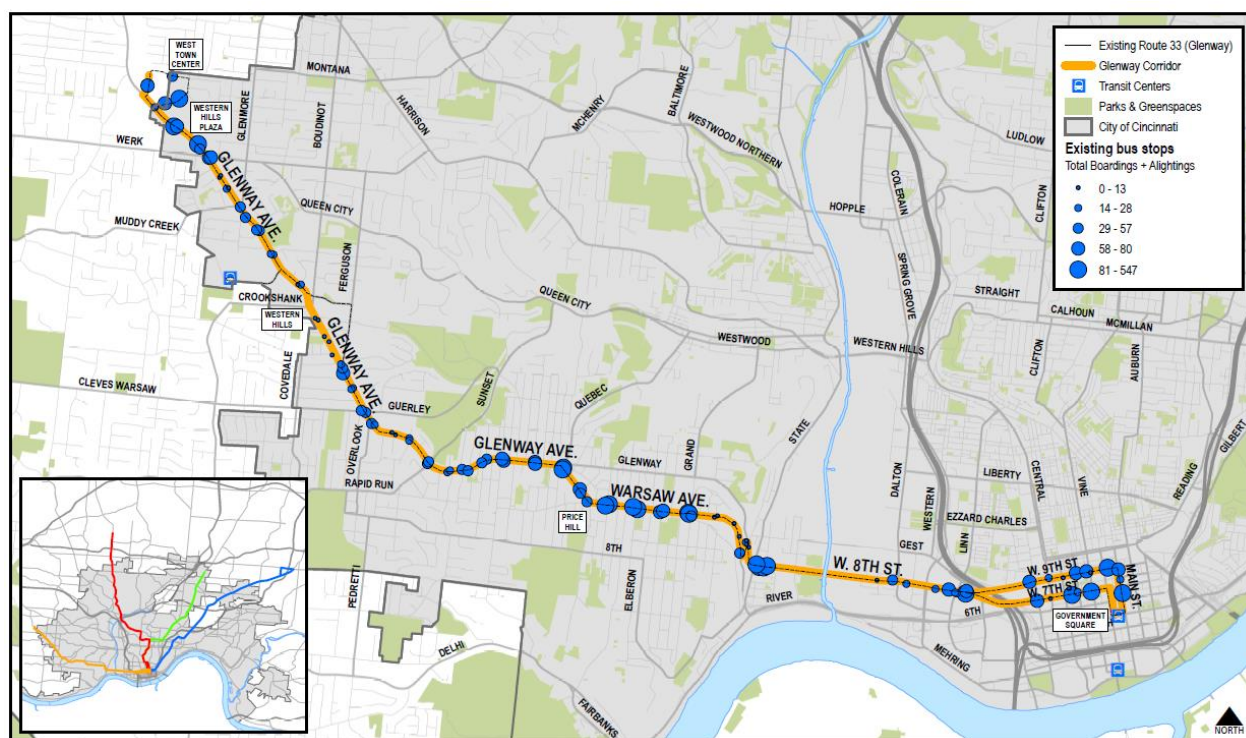 WEST
TOWN
CENTER
MONTANA
WESTERN
HILLS
PLAZA
GLENMORE
BOUDINOT
HARRISON
MCHENRY
BALTIMORE
WESTWOOD NORTHERN
WERK
GLENWAY AVE.
QUEEN CITY
MUDDY CREEK
FERGUSON
CROOKSHANK
WESTERN
HILLS
QUEEN CITY
HOPPLE
COLERAIN
SPRING GROVE
LUDLOW
CLIFTON
STRAIGHT
CALHOUN
MCMILLAN
WESTWOOD
WESTERN HILLS
CLIFTON
AUBURN
GILBERT
COVEDALE
GLENWAY AVE.
CLEVES WARSAW
GUERLEY
SUNSET
QUEBEC
STATE
OVERLOOK
RAPID RUN
GLENWAY AVE.
GLENWAY
GRAND
WARSAW AVE.
PRICE
HILL
8TH
ELBERON
PEDRETTI
DALTON
WESTERN
LIBERTY
CENTRAL
VINE
READING
EZZARD CHARLES
LINN
GEST
W. 8TH ST.
W. 9TH ST.
W. 7TH ST.
MAIN ST.
6TH
RIVER
GOVERNMENT
SQUARE
MEHRING
DELHI
FAIRBANKS
Existing Route 33 (Glenway)
Glenway Corridor
Transit Centers
Parks & Greenspaces
City of Cincinnati
Existing bus stops
Total Boardings + Alightings
0 - 13
14 - 28
29 - 57
58 - 80
81 - 547
NORTH